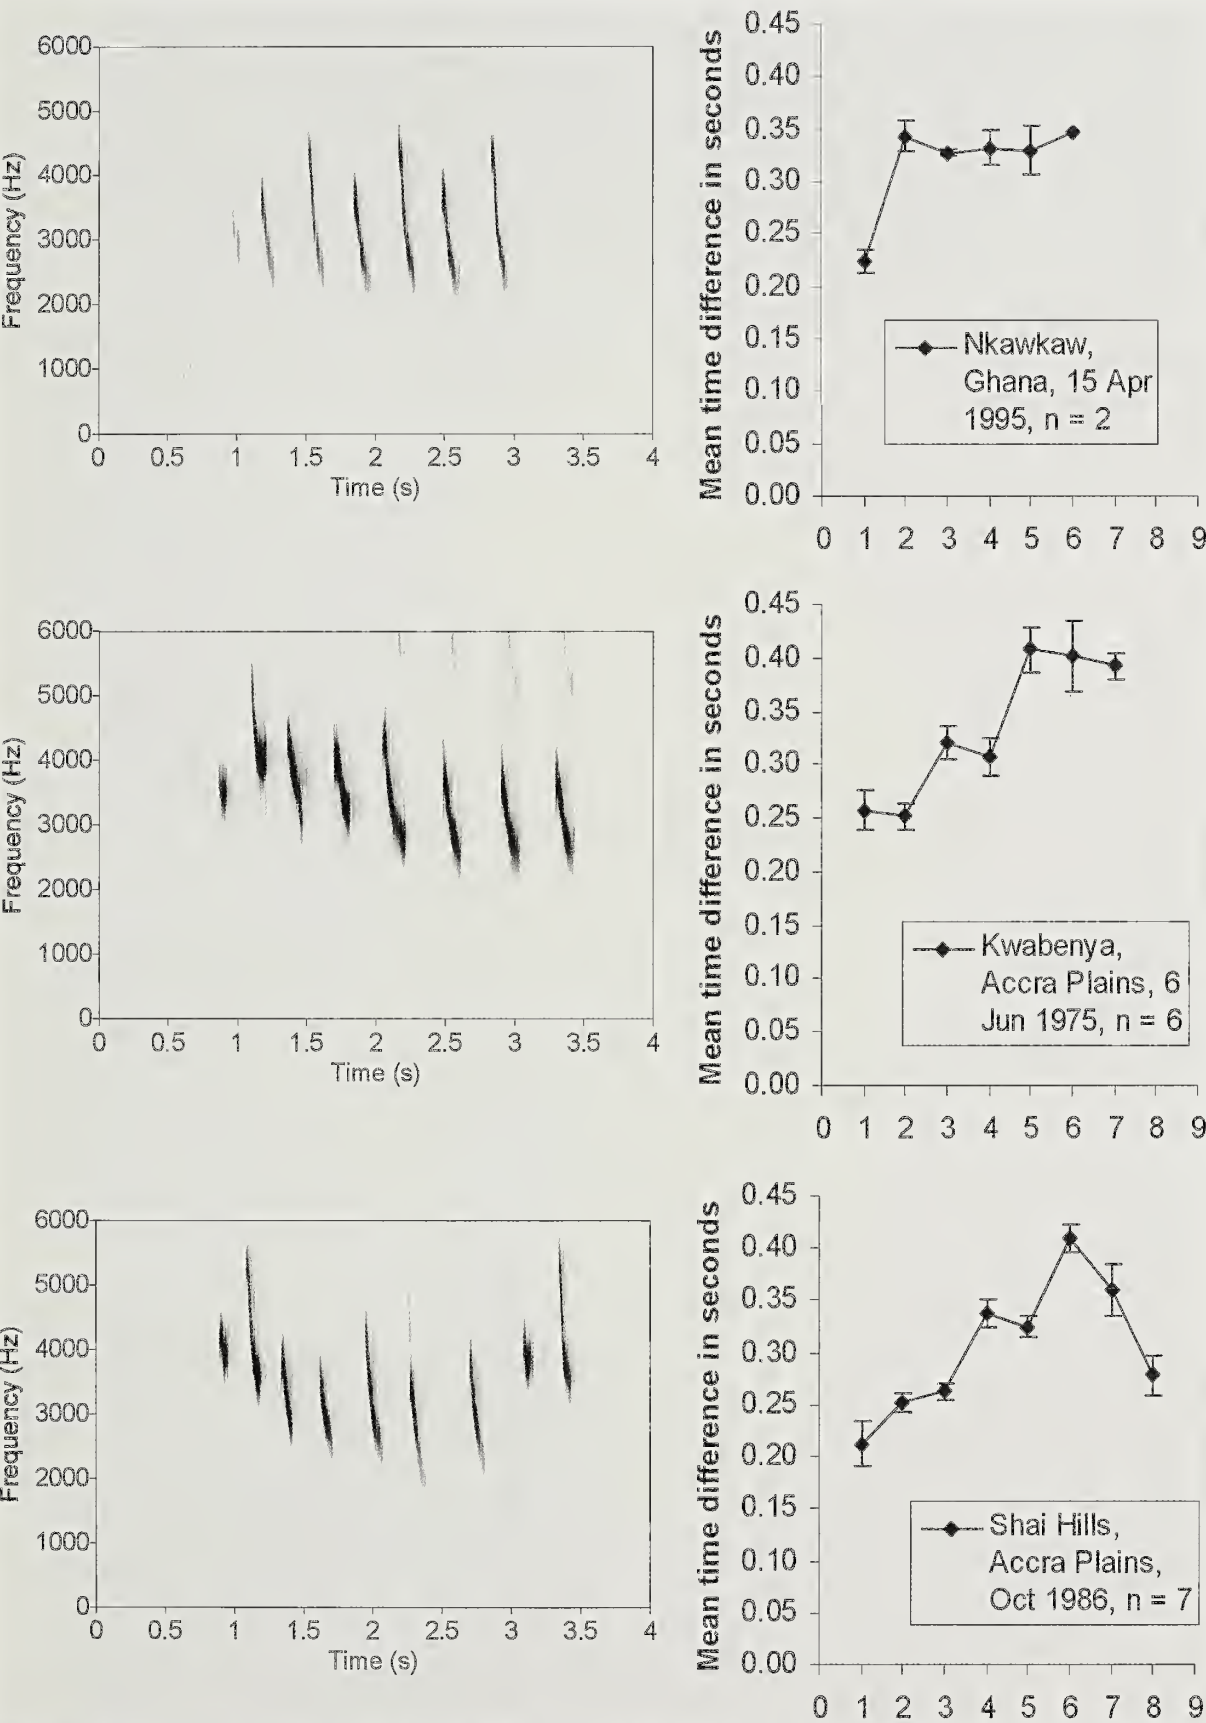 6000
5000
4000
3000
2000
1000
0
Frequency (Hz)
0 0.5 1 1.5 2 2.5 3 3.5 4
Time (s)
Mean time difference in seconds
0.45
0.40
0.35
0.30
0.25
0.20
0.15
0.10
0.05
0.00
0 1 2 3 4 5 6 7 8 9
Nkawkaw,
Ghana, 15 Apr
1995, n = 2
6000
5000
4000
3000
2000
1000
0
Frequency (Hz)
0 0.5 1 1.5 2 2.5 3 3.5 4
Time (s)
Mean time difference in seconds
0.45
0.40
0.35
0.30
0.25
0.20
0.15
0.10
0.05
0.00
0 1 2 3 4 5 6 7 8 9
Kwabenya,
Accra Plains, 6
Jun 1975, n = 6
6000
5000
4000
3000
2000
1000
0
Frequency (Hz)
0 0.5 1 1.5 2 2.5 3 3.5 4
Time (s)
Mean time difference in seconds
0.45
0.40
0.35
0.30
0.25
0.20
0.15
0.10
0.05
0.00
0 1 2 3 4 5 6 7 8 9
Shai Hills,
Accra Plains,
Oct 1986, n = 7